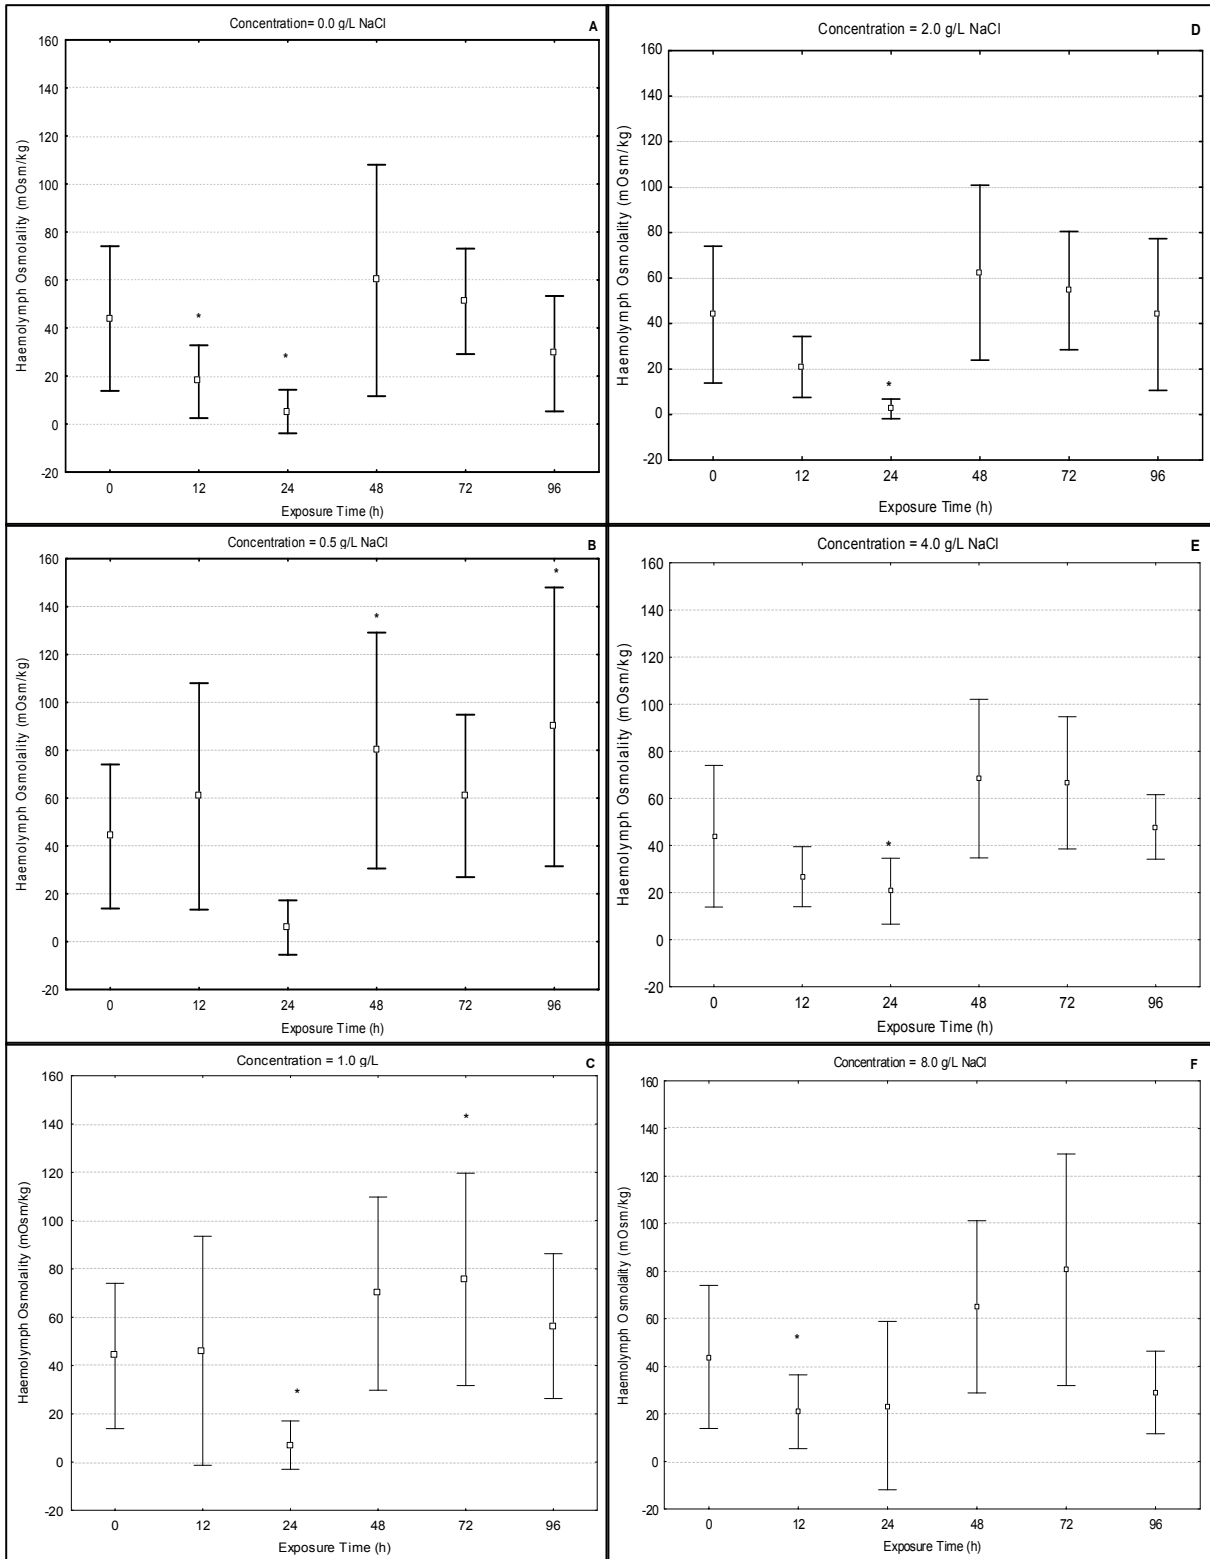 Concentration= 0.0 g/L NaCl
A
Haemolymph Osmolality (mOsm/kg)
160
140
120
100
80
60
40
20
0
-20
*
*
0 12 24 48 72 96
Exposure Time (h)
Concentration = 2.0 g/L NaCl
D
Haemolymph Osmolality (mOsm/kg)
160
140
120
100
80
60
40
20
0
-20
*
0 12 24 48 72 96
Exposure Time (h)
Concentration = 0.5 g/L NaCl
B
Haemolymph Osmolality (mOsm/kg)
160
140
120
100
80
60
40
20
0
-20
*
*
0 12 24 48 72 96
Exposure Time (h)
Concentration = 4.0 g/L NaCl
E
Haemolymph Osmolality (mOsm/kg)
160
140
120
100
80
60
40
20
0
-20
*
0 12 24 48 72 96
Exposure Time (h)
Concentration = 1.0 g/L
C
Haemolymph Osmolality (mOsm/kg)
160
140
120
100
80
60
40
20
0
-20
*
*
0 12 24 48 72 96
Exposure Time (h)
Concentration = 8.0 g/L NaCl
F
Haemolymph Osmolality (mOsm/kg)
160
140
120
100
80
60
40
20
0
-20
*
0 12 24 48 72 96
Exposure Time (h)